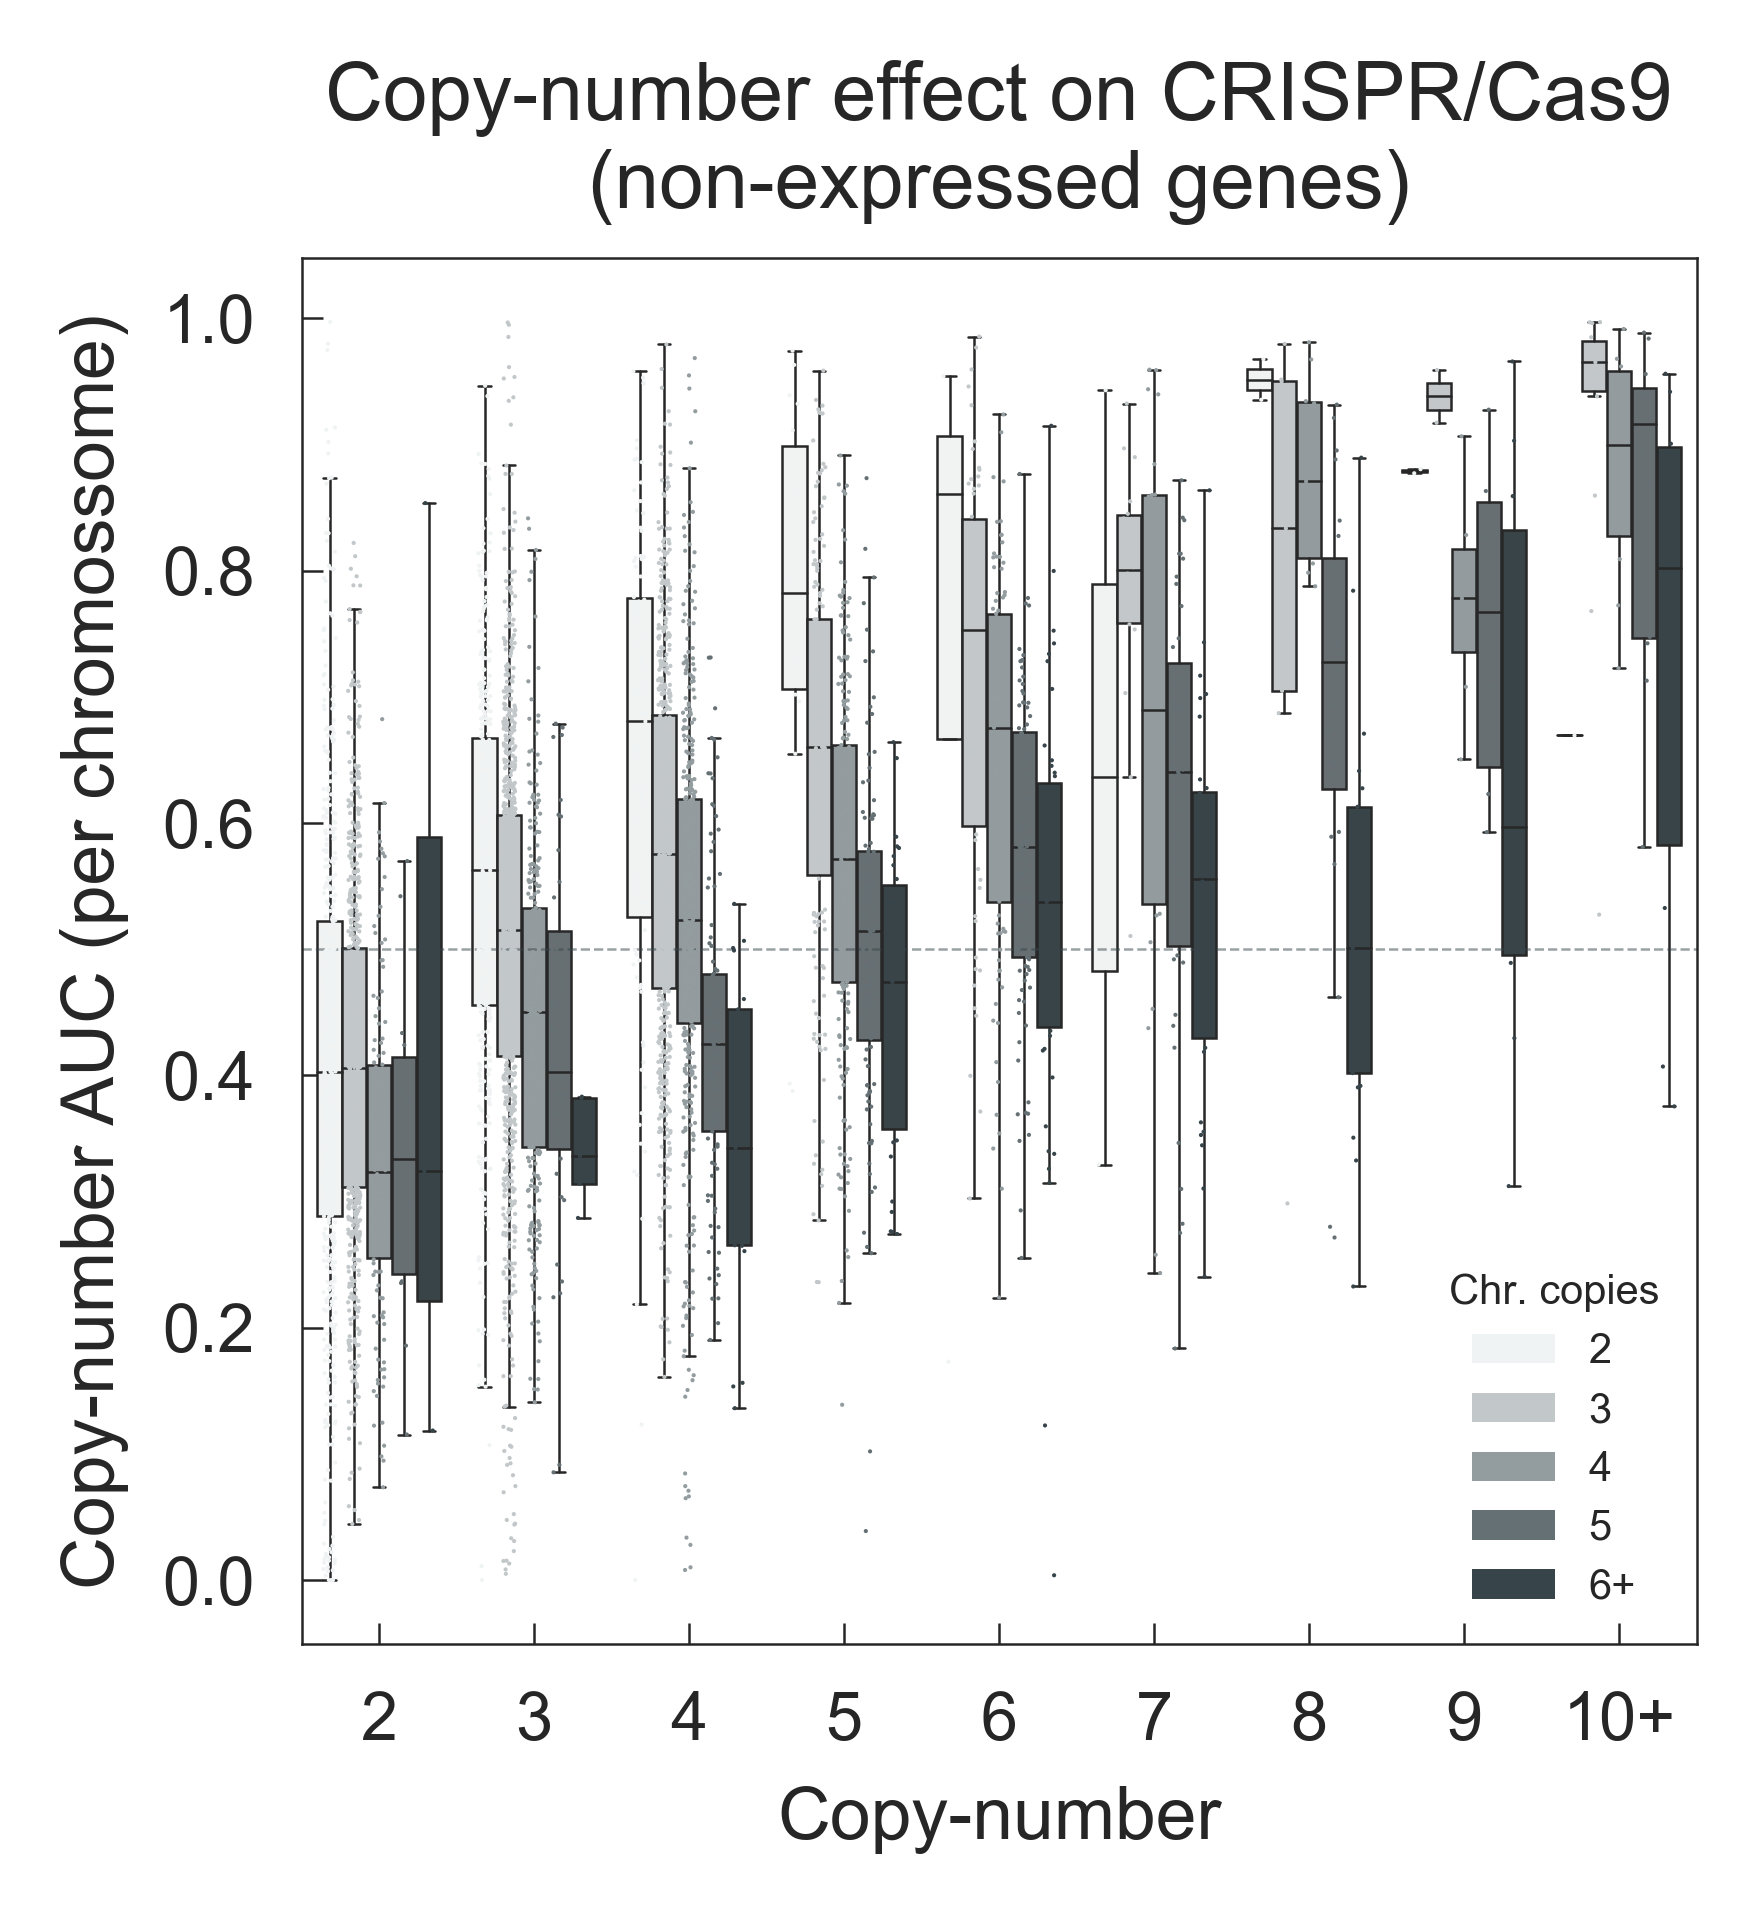 Copy-number effect on CRISPR/Cas9
(non-expressed genes)
Copy-number AUC (per chromossome)
1.0
0.8
0.6
0.4
0.2
0.0
Chr. copies
2
3
4
5
6+
2 3 4 5 6 7 8 9 10+
Copy-number